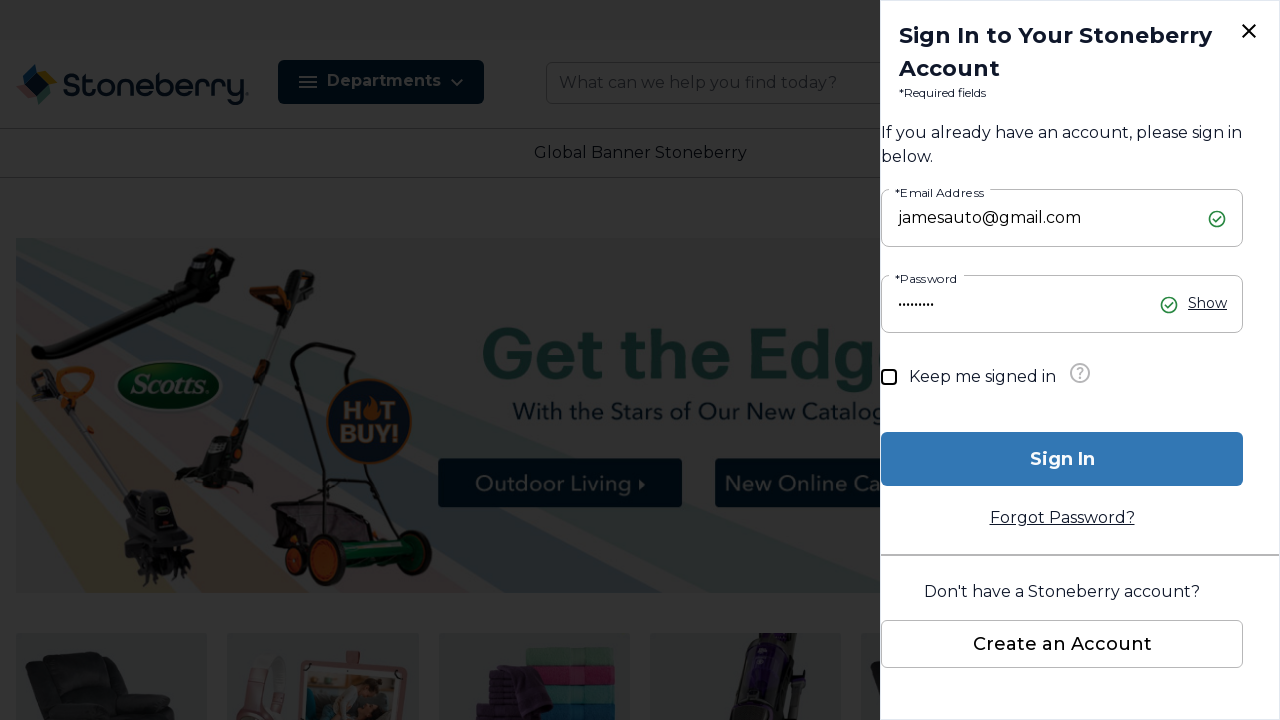 Stoneberry
Departments
What can we help you find today?
Global Banner Stoneberry
Scotts
HOT
BUY!
Get the Edge
With the Stars of Our New Catalog
Outdoor Living
New Online Ca
Sign In to Your Stoneberry
Account
*Required fields
If you already have an account, please sign in
below.
*Email Address
jamesauto@gmail.com
*Password
•••••••••
Show
Keep me signed in
Sign In
Forgot Password?
Don't have a Stoneberry account?
Create an Account